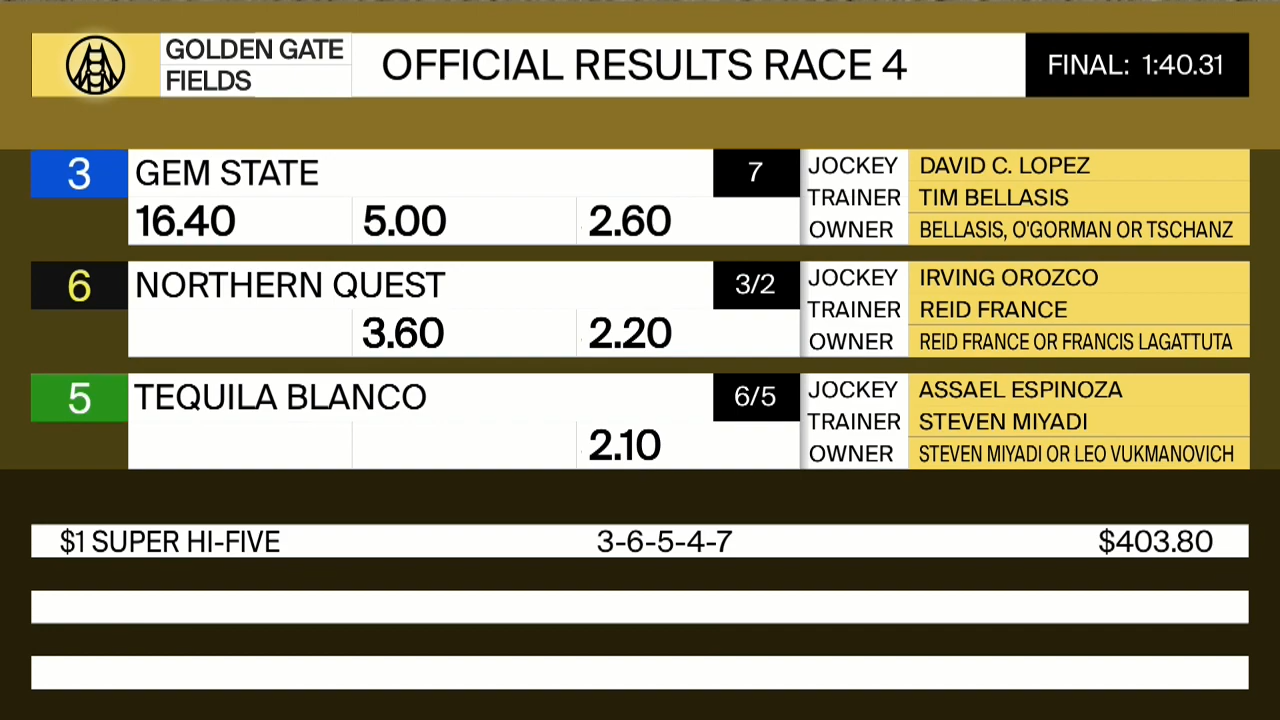 GOLDEN GATE
FIELDS
OFFICIAL RESULTS RACE 4
FINAL: 1:40.31
3
GEM STATE
7
16.40 5.00 2.60
JOCKEY DAVID C. LOPEZ
TRAINER TIM BELLASIS
OWNER BELLASIS, O'GORMAN OR TSCHANZ
6
NORTHERN QUEST
3/2
3.60 2.20
JOCKEY IRVING OROZCO
TRAINER REID FRANCE
OWNER REID FRANCE OR FRANCIS LAGATTUTA
5
TEQUILA BLANCO
6/5
2.10
JOCKEY ASSAEL ESPINOZA
TRAINER STEVEN MIYADI
OWNER STEVEN MIYADI OR LEO VUKMANOVICH
$1 SUPER HI-FIVE 3-6-5-4-7 $403.80